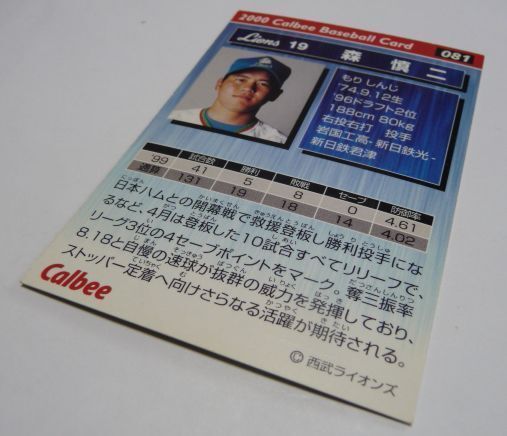 2000 Calbee Baseball Card 081
Lions 19 森 慎二
もり しんじ
'74.9.12生
'96ドラフト2位
188cm 80kg
右投右打 投手
岩国工高-新日鉄光-
新日鉄君津
試合数 勝利 敗戦 セーブ 防御率
'99 41 5 8 0 4.61
通算 131 19 18 14 4.02
日本ハムとの開幕戦で救援登板し勝利投手にな
るなど、4月は登板した10試合すべてリリーフで、
リーグ3位の4セーブポイントをマーク。奪三振率
8.18と自慢の速球が抜群の威力を発揮しており、
ストッパー定着へ向けさらなる活躍が期待される。
Calbee
©西武ライオンズ